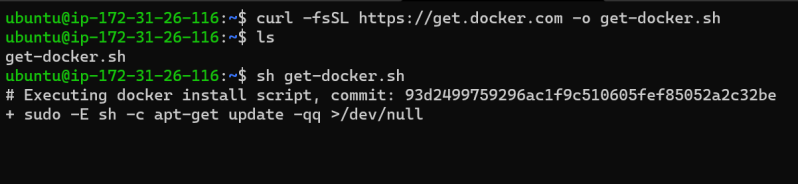 ubuntu@ip-172-31-26-116:~$ curl -fsSL https://get.docker.com -o get-docker.sh
ubuntu@ip-172-31-26-116:~$ ls
get-docker.sh
ubuntu@ip-172-31-26-116:~$ sh get-docker.sh
# Executing docker install script, commit: 93d2499759296ac1f9c510605fef85052a2c32be
+ sudo -E sh -c apt-get update -qq >/dev/null